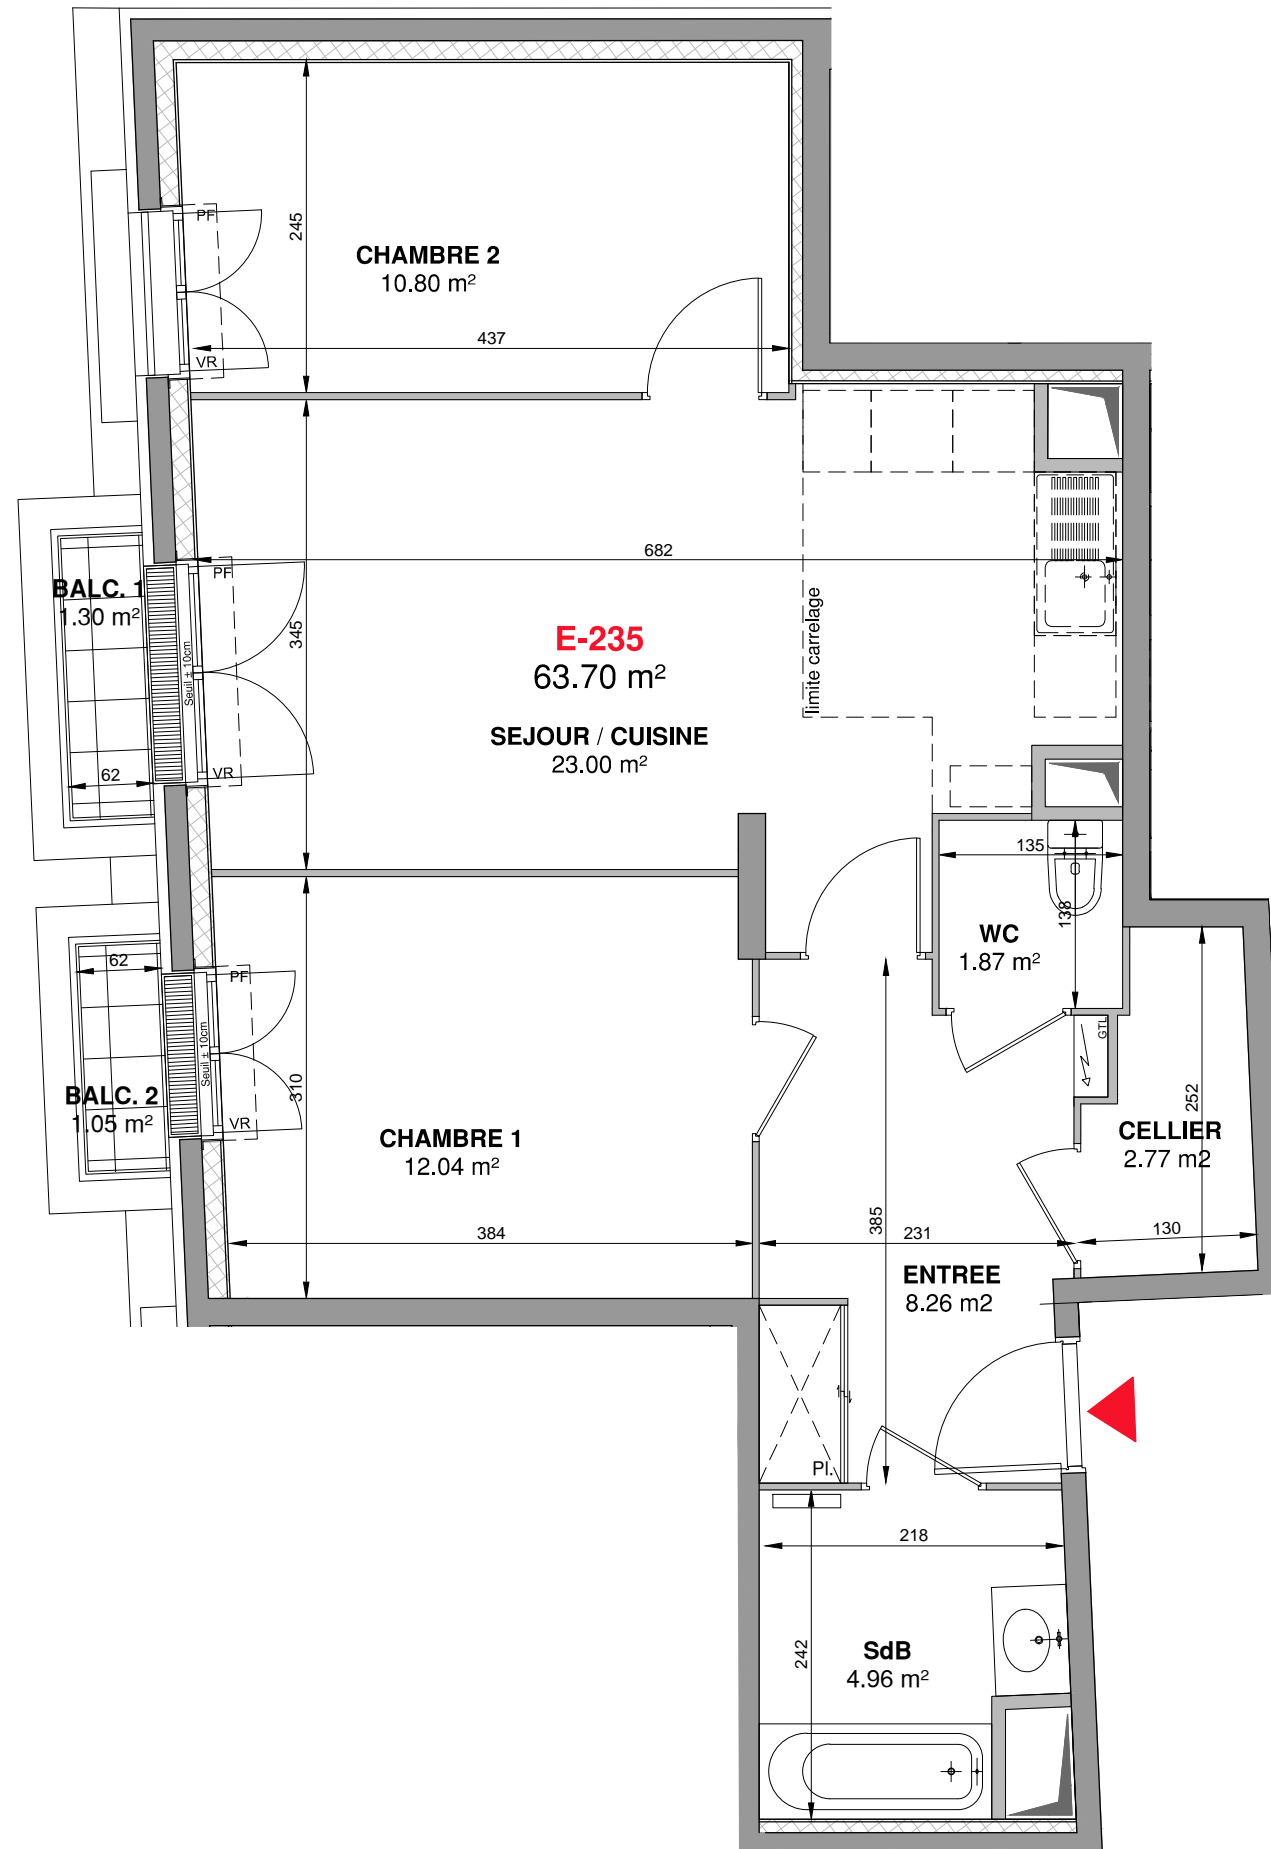 PF
245
CHAMBRE 2
10.80 m²
437
VR
682
PF
BALC. 1
1.30 m²
Seuil ± 10cm
345
E-235
63.70 m²
limite carrelage
SEJOUR / CUISINE
23.00 m²
62
VR
135
138
WC
1.87 m²
62
PF
Seuil ± 10cm
GTL
BALC. 2
1.05 m²
VR
310
CHAMBRE 1
12.04 m²
252
CELLIER
2.77 m2
384
385
231
130
ENTREE
8.26 m2
Pl.
218
242
SdB
4.96 m²